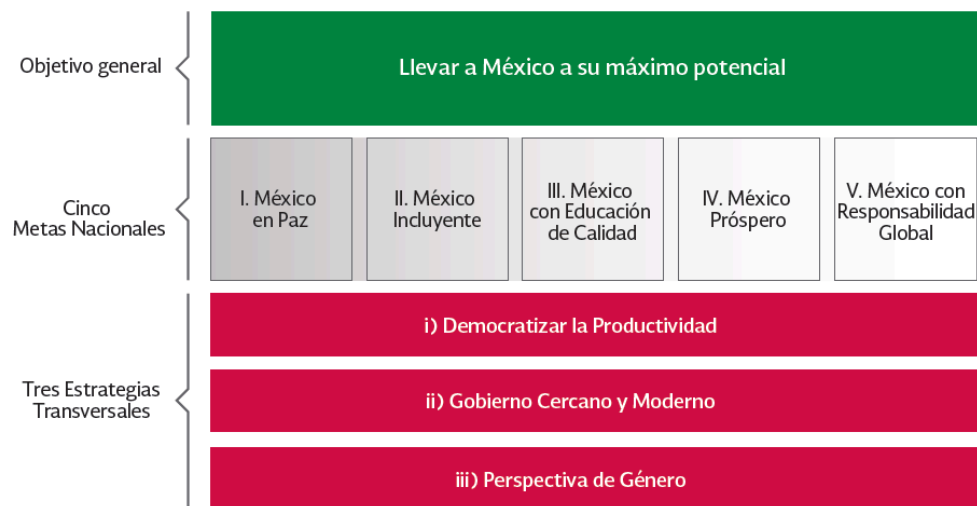 Objetivo general
Llevar a México a su máximo potencial
Cinco
Metas Nacionales
I. México
en Paz
II. México
Incluyente
III. México
con Educación
de Calidad
IV. México
Próspero
V. México con
Responsabilidad
Global
Tres Estrategias
Transversales
i) Democratizar la Productividad
ii) Gobierno Cercano y Moderno
iii) Perspectiva de Género